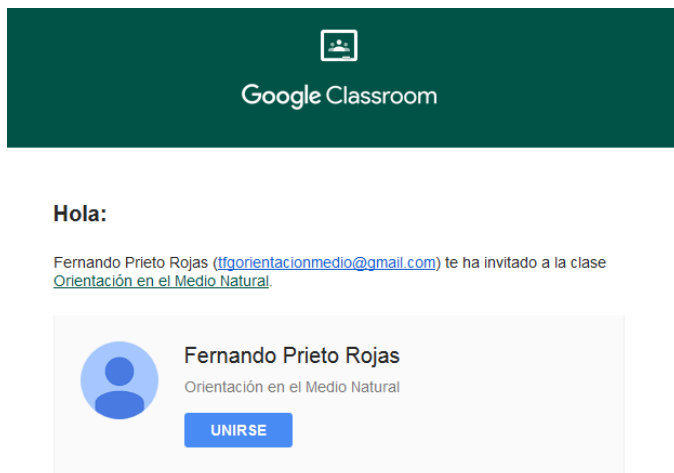 Google Classroom
Hola:
Fernando Prieto Rojas (tfgorientacionmedio@gmail.com) te ha invitado a la clase
Orientación en el Medio Natural.
Fernando Prieto Rojas
Orientación en el Medio Natural
UNIRSE